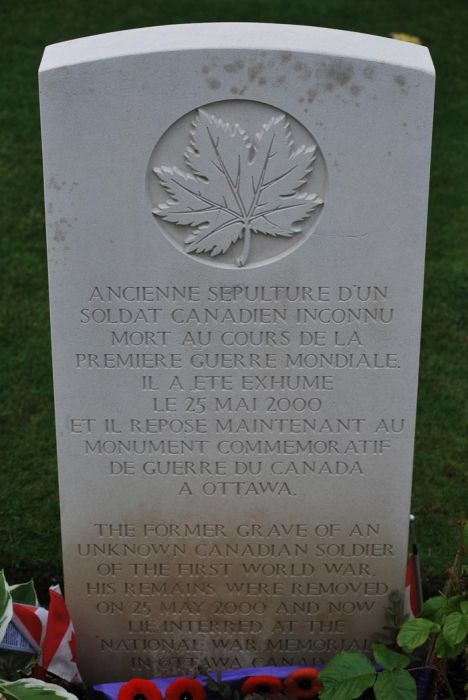 ANCIENNE SEPULTURE D'UN
SOLDAT CANADIEN INCONNU
MORT AU COURS DE LA
PREMIERE GUERRE MONDIALE.
IL A ETE EXHUME
LE 25 MAI 2000
ET IL REPOSE MAINTENANT AU
MONUMENT COMMEMORATIF
DE GUERRE DU CANADA
A OTTAWA.
THE FORMER GRAVE OF AN
UNKNOWN CANADIAN SOLDIER
OF THE FIRST WORLD WAR.
HIS REMAINS WERE REMOVED
ON 25 MAY 2000 AND NOW
LIE INTERRED AT THE
NATIONAL WAR MEMORIAL
IN OTTAWA CANADA